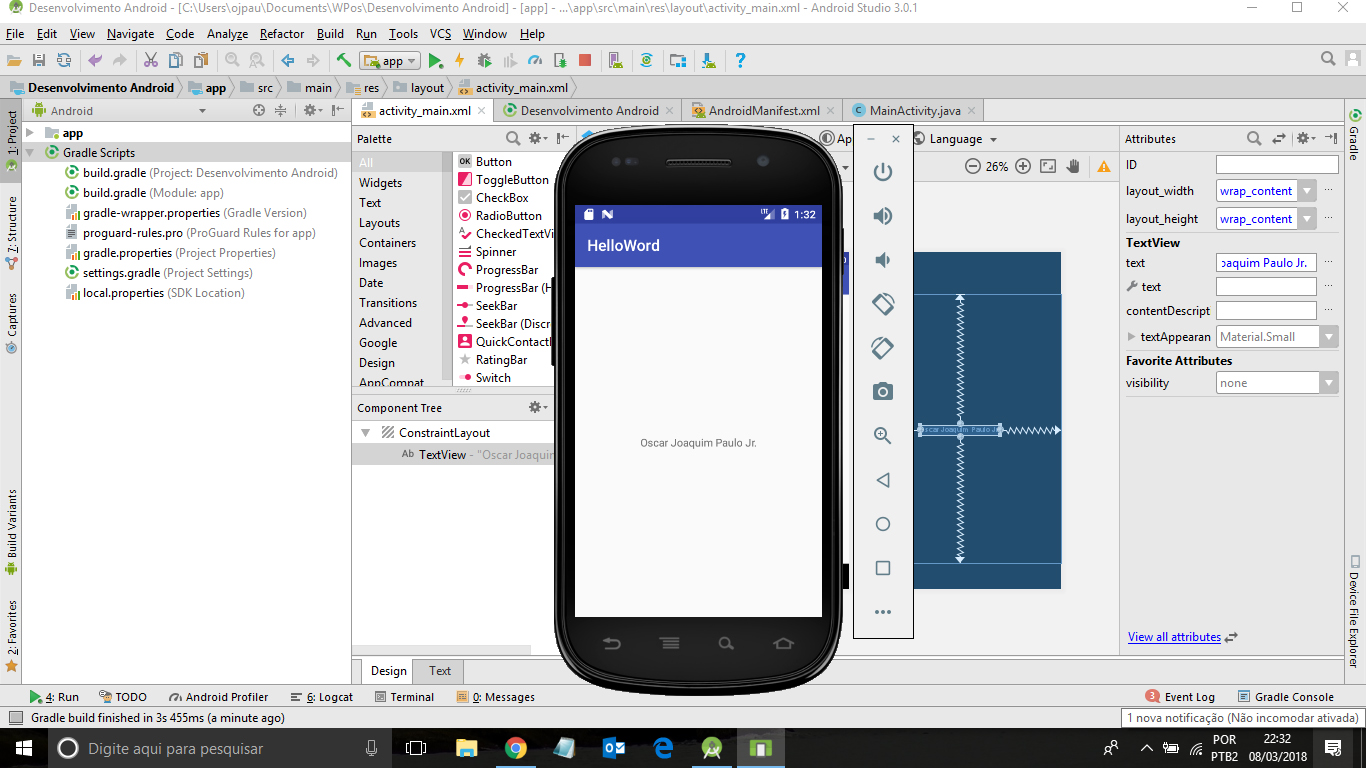 Desenvolvimento Android - [C:\Users\ojpau\Documents\WPos\Desenvolvimento Android] - [app] - ...\app\src\main\res\layout\activity_main.xml - Android Studio 3.0.1
File Edit View Navigate Code Analyze Refactor Build Run Tools VCS Window Help
app
Desenvolvimento Android app src main res layout activity_main.xml
Android
activity_main.xml Desenvolvimento Android AndroidManifest.xml MainActivity.java
1: Project
7: Structure
Captures
Build Variants
2: Favorites
app
Gradle Scripts
build.gradle (Project: Desenvolvimento Android)
build.gradle (Module: app)
gradle-wrapper.properties (Gradle Version)
proguard-rules.pro (ProGuard Rules for app)
gradle.properties (Project Properties)
settings.gradle (Project Settings)
local.properties (SDK Location)
Palette
All
Widgets
Text
Layouts
Containers
Images
Date
Transitions
Advanced
Google
Design
AppCompat
OK Button
ToggleButton
CheckBox
RadioButton
CheckedTextVi
Spinner
ProgressBar
ProgressBar (H
SeekBar
SeekBar (Discr
QuickContactI
RatingBar
Switch
Component Tree
ConstraintLayout
Ab TextView - "Oscar Joaquin
Design Text
LTE 1:32
HelloWord
Oscar Joaquim Paulo Jr.
Ap
Language
26%
Oscar Joaquim Paulo J
Attributes
ID
layout_width wrap_content
layout_height wrap_content
TextView
text oaquim Paulo Jr.
text
contentDescript
textAppearan Material.Small
Favorite Attributes
visibility none
View all attributes
Gradle
Device File Explorer
4: Run TODO Android Profiler 6: Logcat Terminal 0: Messages 3 Event Log Gradle Console
Gradle build finished in 3s 455ms (a minute ago)
1 nova notificação (Não incomodar ativada)
Digite aqui para pesquisar
POR
PTB2
22:32
08/03/2018